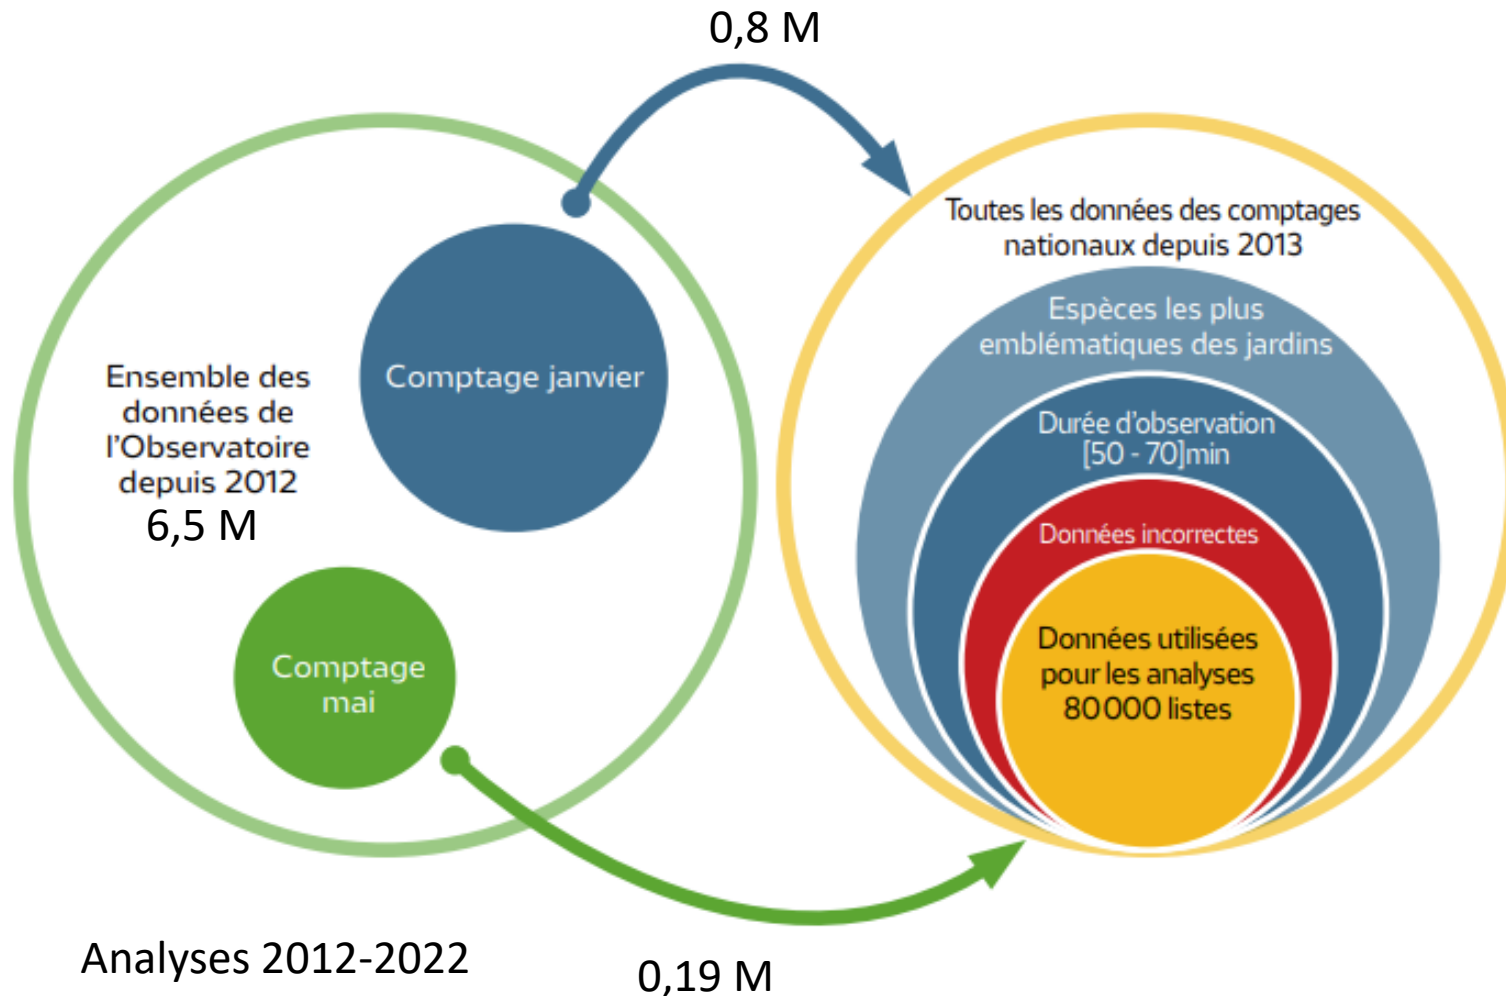 0,8 M
Ensemble des
données de
l’Observatoire
depuis 2012
6,5 M
Comptage janvier
Comptage
mai
Toutes les données des comptages
nationaux depuis 2013
Espèces les plus
emblématiques des jardins
Durée d’observation
[50 - 70]min
Données incorrectes
Données utilisées
pour les analyses
80 000 listes
Analyses 2012-2022
0,19 M